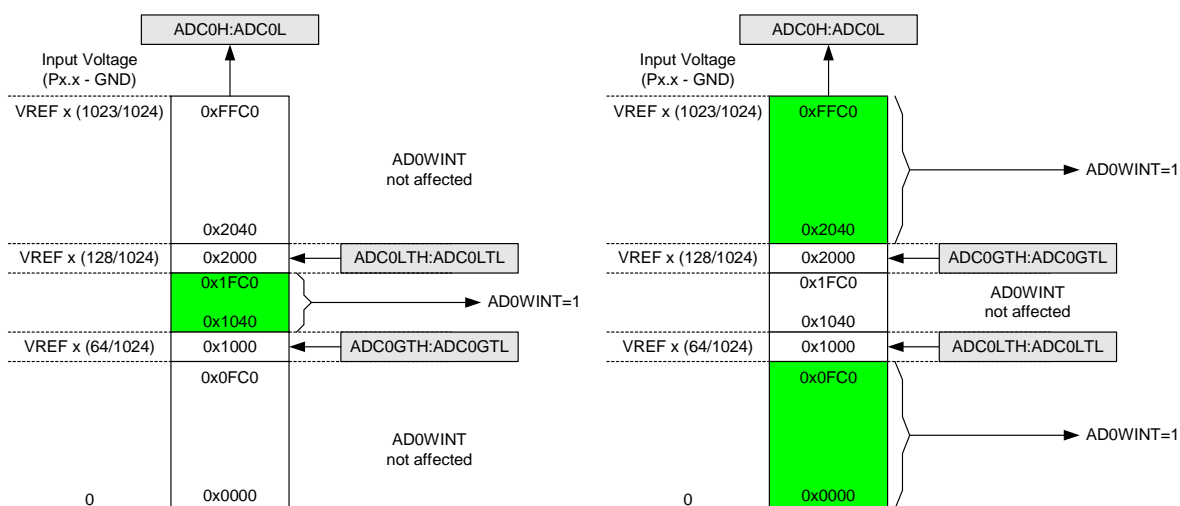 ADC0H:ADC0L
Input Voltage
(Px.x - GND)
VREF x (1023/1024)
0xFFC0
AD0WINT
not affected
0x2040
VREF x (128/1024)
0x2000
ADC0LTH:ADC0LTL
0x1FC0
AD0WINT=1
0x1040
VREF x (64/1024)
0x1000
ADC0GTH:ADC0GTL
0x0FC0
AD0WINT
not affected
0
0x0000
ADC0H:ADC0L
Input Voltage
(Px.x - GND)
VREF x (1023/1024)
0xFFC0
AD0WINT=1
0x2040
VREF x (128/1024)
0x2000
ADC0GTH:ADC0GTL
0x1FC0
AD0WINT
not affected
0x1040
VREF x (64/1024)
0x1000
ADC0LTH:ADC0LTL
0x0FC0
AD0WINT=1
0
0x0000